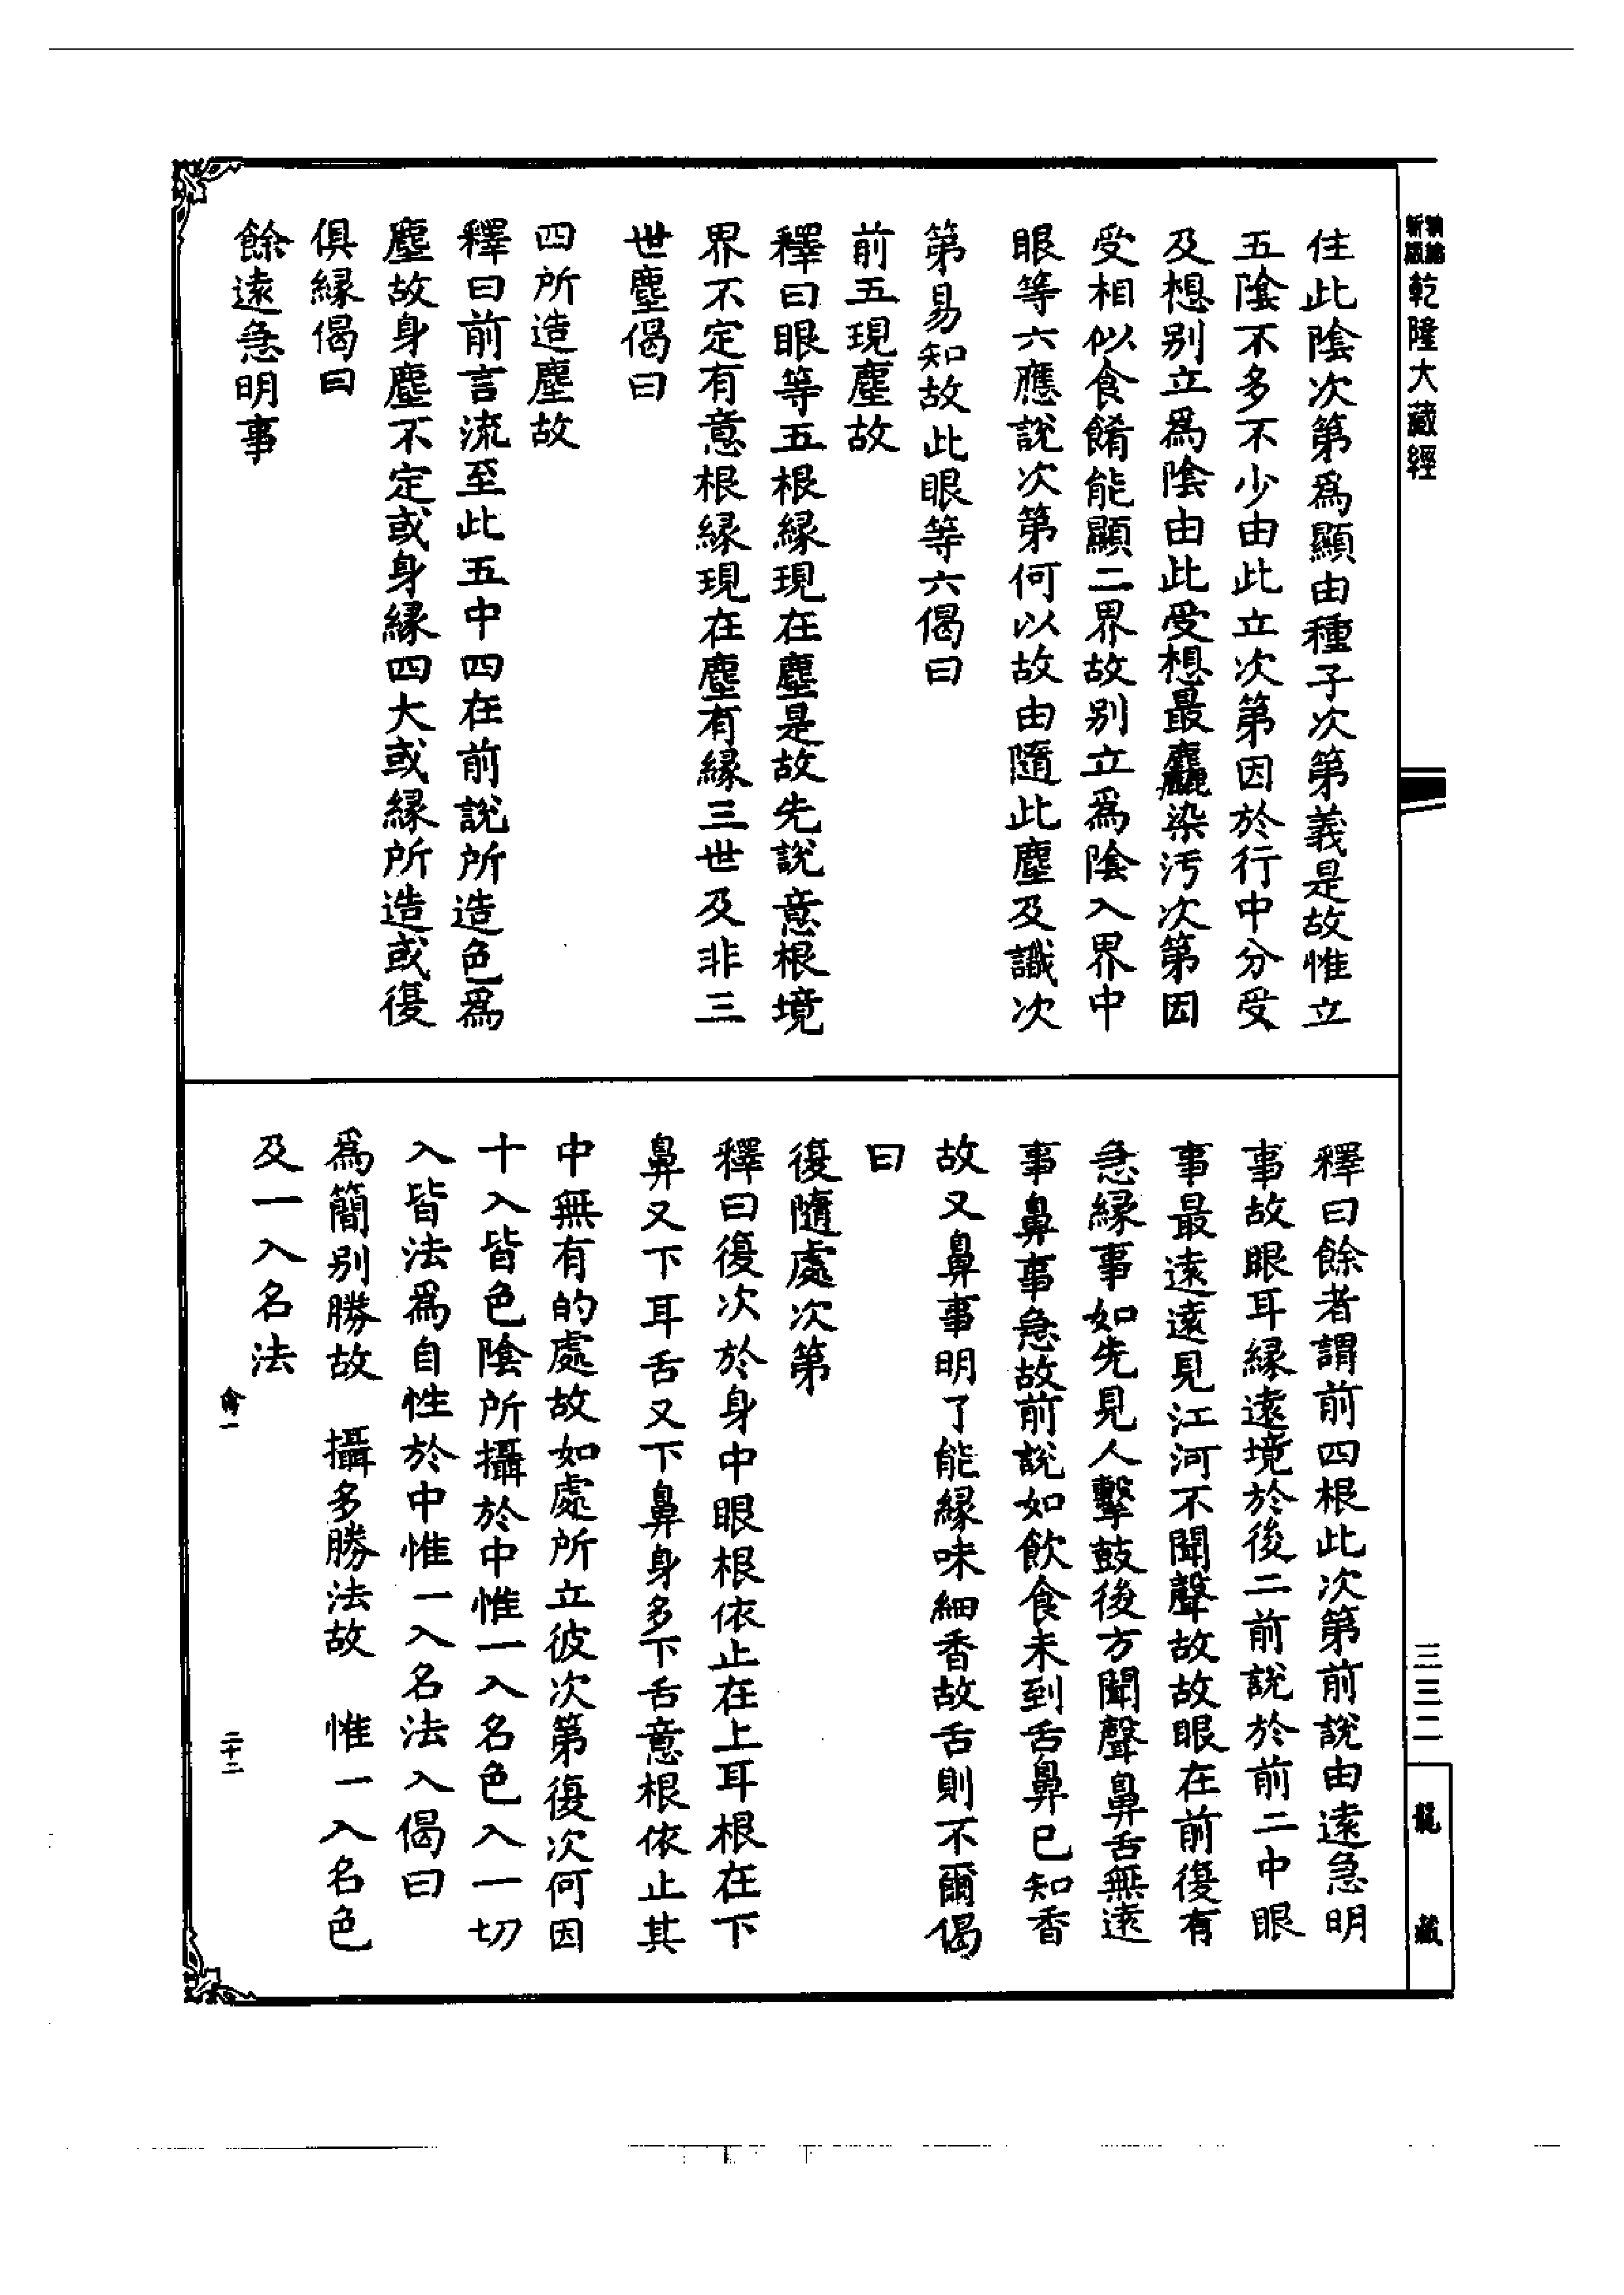 乾隆大藏經
住此陰次第爲顯由種子次第義是故惟立
五陰不多不少由此立次第因於行中分受
及想别立爲陰由此受想最麤染汚次第因
受相似食餚能顯二界故别立爲陰入界中
眼等六應說次第何以故由隨此塵及識次
第易知故此眼等六偈曰
前五現塵故
釋曰眼等五根緣現在塵是故先說意根境
界不定有意根緣現在塵有緣三世及非三
世塵偈曰
四所造塵故
釋曰前言流至此五中四在前說所造色爲
塵故身塵不定或身緣四大或緣所造或復
俱緣偈曰
餘遠急明事
釋曰餘者謂前四根此次第前說由遠急明
事故眼耳緣遠境於後二前說於前二中眼
事最遠遠見江河不聞聲故故眼在前復有
急緣事如先見人擊鼓後方聞聲鼻舌無遠
事鼻事急故前說如飲食未到舌鼻已知香
故又鼻事明了能緣味細香故舌則不爾偈
曰
復隨處次第
釋曰復次於身中眼根依止在上耳根在下
鼻又下耳舌又下鼻身多下舌意根依止其
中無有的處故如處所立彼次第復次何因
十入皆色陰所攝於中惟一入名色入一切
入皆法爲自性於中惟一入名法入偈曰
爲簡别勝故　攝多勝法故　惟一入名色
及一入名法
二十二
三三二
龍藏